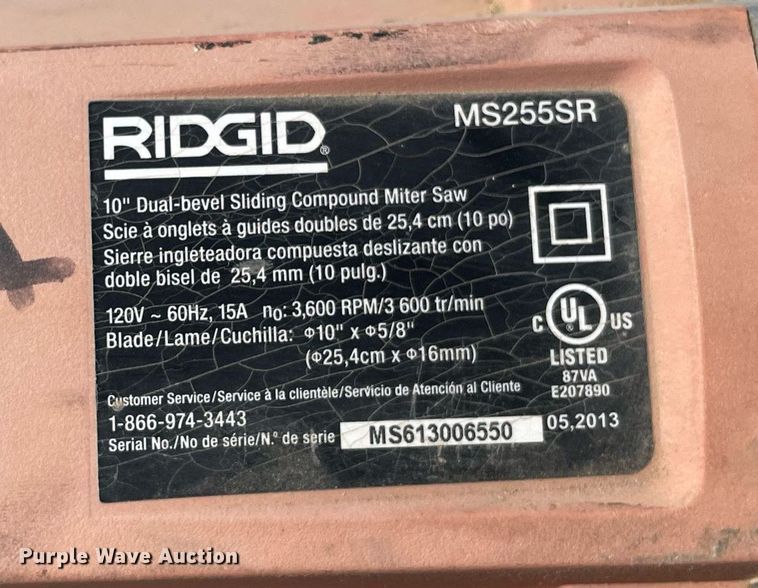 RIDGID®
MS255SR
10" Dual-bevel Sliding Compound Miter Saw
Scie à onglets à guides doubles de 25,4 cm (10 po)
Sierre ingleteadora compuesta deslizante con
doble bisel de 25,4 mm (10 pulg.)
120V ~ 60Hz, 15A no: 3,600 RPM/3 600 tr/min
Blade/Lame/Cuchilla: Φ10" x Φ5/8"
(Φ25,4cm x Φ16mm)
C UL® US
LISTED
87VA
E207890
Customer Service/Service à la clientèle/Servicio de Atención al Cliente
1-866-974-3443
Serial No./No de série/N.º de serie MS613006550 05,2013
Purple Wave Auction